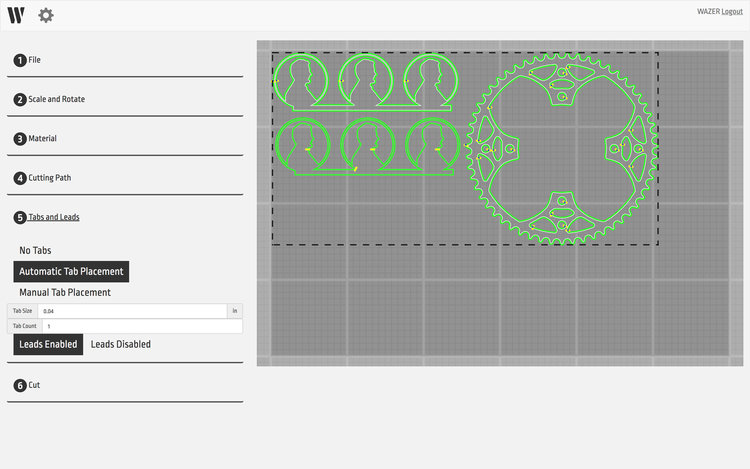 W
WAZER Logout
1 File
2 Scale and Rotate
3 Material
4 Cutting Path
5 Tabs and Leads
No Tabs
Automatic Tab Placement
Manual Tab Placement
Tab Size 0,04 in
Tab Count 1
Leads Enabled Leads Disabled
6 Cut